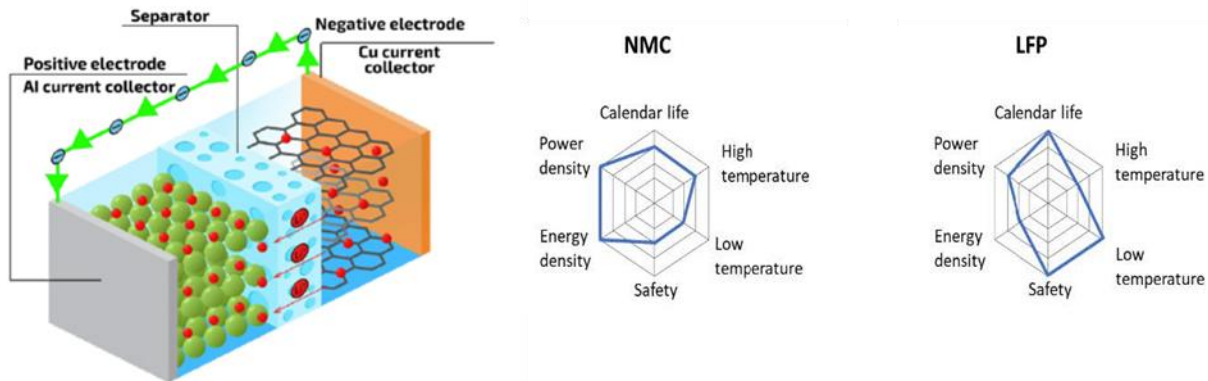 Separator
Negative electrode
Cu current
collector
Positive electrode
Al current collector
NMC
Calendar life
Power
density
High
temperature
Energy
density
Low
temperature
Safety
LFP
Calendar life
Power
density
High
temperature
Energy
density
Low
temperature
Safety